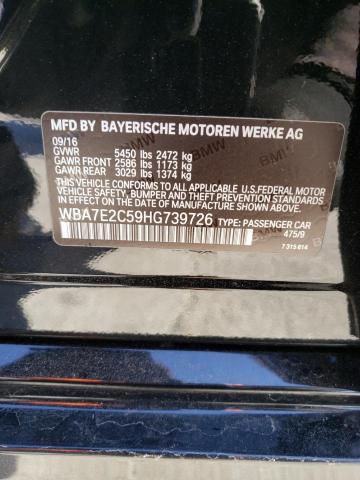 MFD BY BAYERISCHE MOTOREN WERKE AG
09/16
GVWR 5450 lbs 2472 kg
GAWR FRONT 2586 lbs 1173 kg
GAWR REAR 3029 lbs 1374 kg
THIS VEHICLE CONFORMS TO ALL APPLICABLE U.S. FEDERAL MOTOR
VEHICLE SAFETY, BUMPER, AND THEFT PREVENTION STANDARDS
IN EFFECT ON THE DATE OF MANUFACTURE SHOWN ABOVE.
WBA7E2C59HG739726 TYPE: PASSENGER CAR
475/9
7 315 614